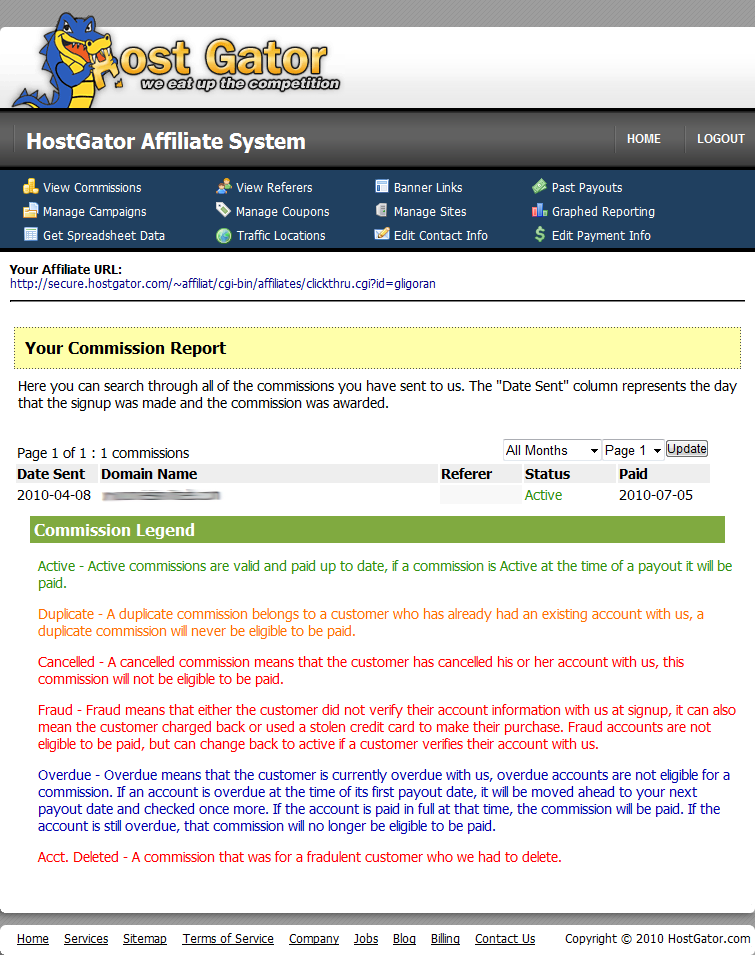 Host Gator
we eat up the competition
HostGator Affiliate System HOME LOGOUT
View Commissions View Referers Banner Links Past Payouts
Manage Campaigns Manage Coupons Manage Sites Graphed Reporting
Get Spreadsheet Data Traffic Locations Edit Contact Info Edit Payment Info
Your Affiliate URL:
http://secure.hostgator.com/~affiliat/cgi-bin/affiliates/clickthru.cgi?id=gligoran
Your Commission Report
Here you can search through all of the commissions you have sent to us. The "Date Sent" column represents the day
that the signup was made and the commission was awarded.
Page 1 of 1 : 1 commissions All Months Page 1 Update
Date Sent Domain Name Referer Status Paid
2010-04-08 Active 2010-07-05
Commission Legend
Active - Active commissions are valid and paid up to date, if a commission is Active at the time of a payout it will be
paid.
Duplicate - A duplicate commission belongs to a customer who has already had an existing account with us, a
duplicate commission will never be eligible to be paid.
Cancelled - A cancelled commission means that the customer has cancelled his or her account with us, this
commission will not be eligible to be paid.
Fraud - Fraud means that either the customer did not verify their account information with us at signup, it can also
mean the customer charged back or used a stolen credit card to make their purchase. Fraud accounts are not
eligible to be paid, but can change back to active if a customer verifies their account with us.
Overdue - Overdue means that the customer is currently overdue with us, overdue accounts are not eligible for a
commission. If an account is overdue at the time of its first payout date, it will be moved ahead to your next
payout date and checked once more. If the account is paid in full at that time, the commission will be paid. If the
account is still overdue, that commission will no longer be eligible to be paid.
Acct. Deleted - A commission that was for a fradulent customer who we had to delete.
Home Services Sitemap Terms of Service Company Jobs Blog Billing Contact Us Copyright © 2010 HostGator.com